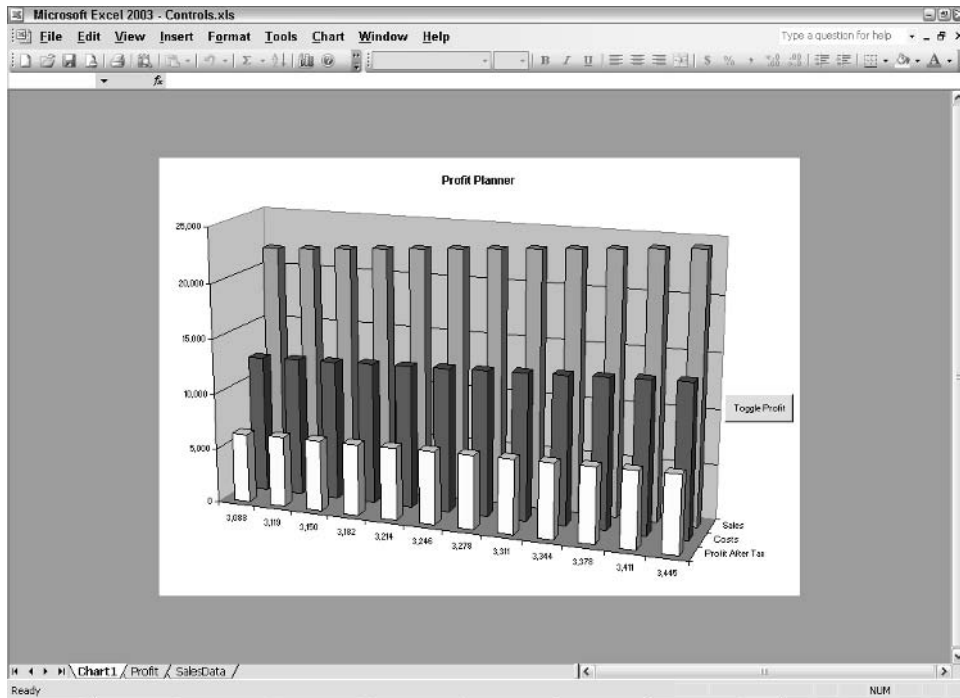 Microsoft Excel 2003 - Controls.xls
File Edit View Insert Format Tools Chart Window Help
Type a question for help
B I U $ %
fx
Profit Planner
25,000
20,000
15,000
10,000
5,000
0
3,088 3,119 3,150 3,182 3,214 3,246 3,278 3,311 3,344 3,378 3,411 3,445
Sales
Costs
Profit After Tax
Toggle Profit
Chart1 Profit SalesData
Ready NUM